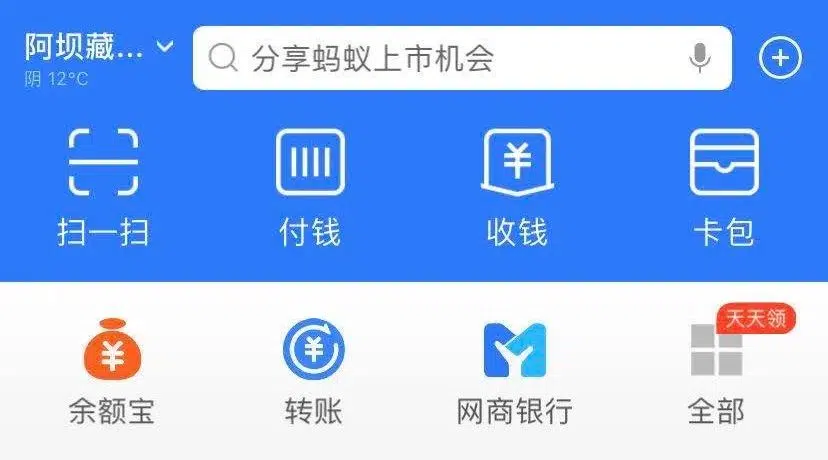 阿坝藏...
分享蚂蚁上市机会
阴 12°C
扫一扫
付钱
收钱
卡包
天天领
余额宝
转账
网商银行
全部